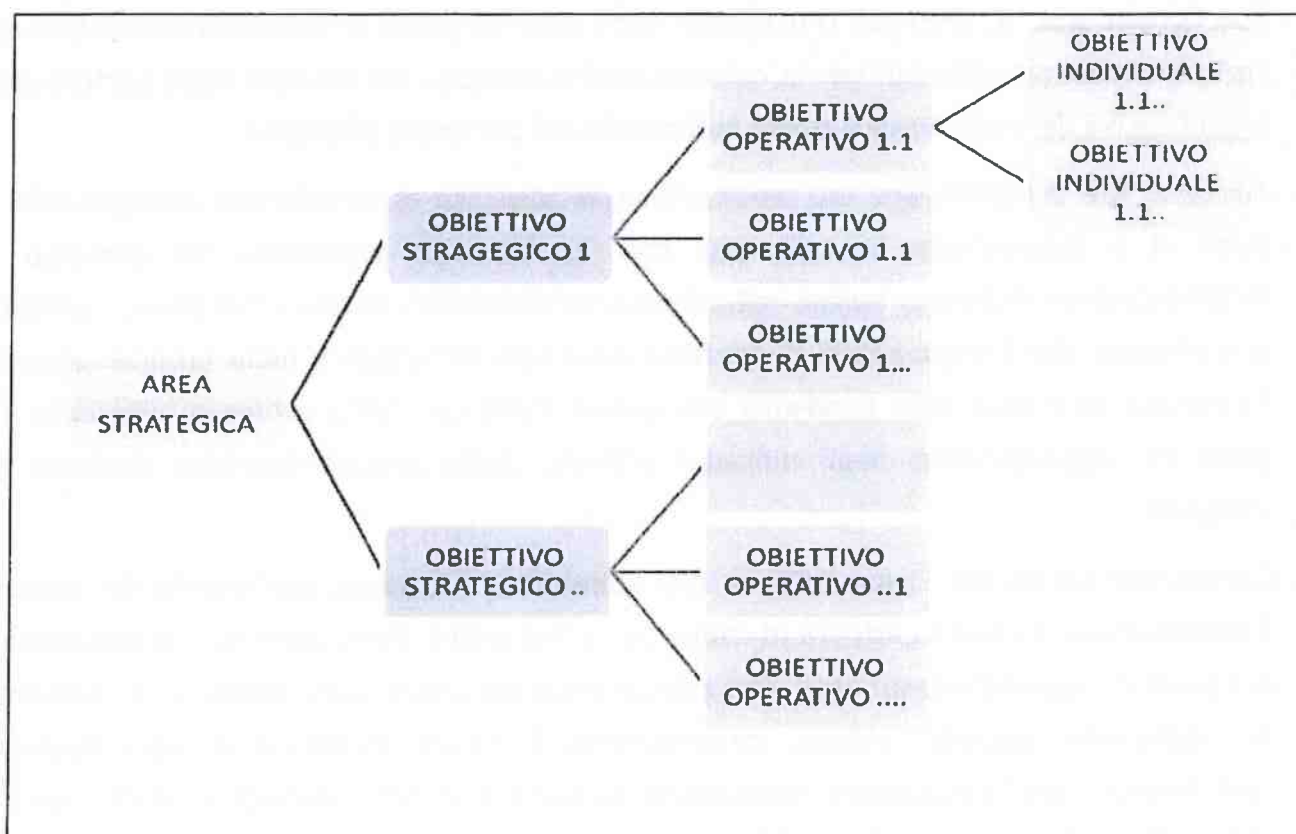 OBIETTIVO
INDIVIDUALE
1.1..
OBIETTIVO
OPERATIVO 1.1
OBIETTIVO
INDIVIDUALE
1.1..
OBIETTIVO
STRAGEGICO 1
OBIETTIVO
OPERATIVO 1.1
OBIETTIVO
OPERATIVO 1...
AREA
STRATEGICA
OBIETTIVO
STRATEGICO ..
OBIETTIVO
OPERATIVO ..1
OBIETTIVO
OPERATIVO ....